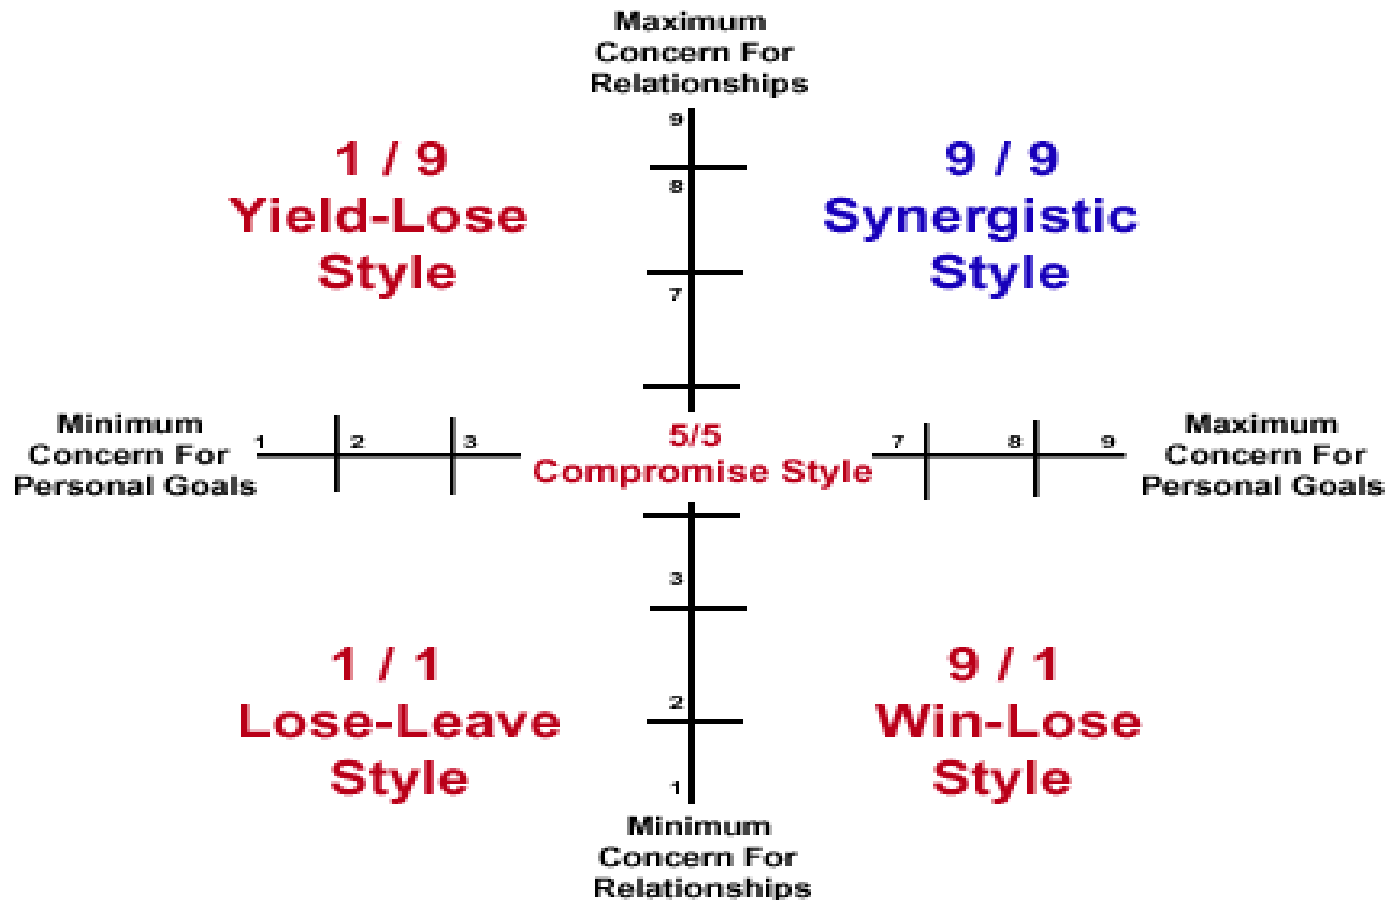 Maximum
Concern For
Relationships
9
1 / 9
Yield-Lose
Style
8
9 / 9
Synergistic
Style
7
Minimum
Concern For
Personal Goals
1
2
3
5/5
Compromise Style
7
8
9
Maximum
Concern For
Personal Goals
3
1 / 1
Lose-Leave
Style
2
9 / 1
Win-Lose
Style
1
Minimum
Concern For
Relationships